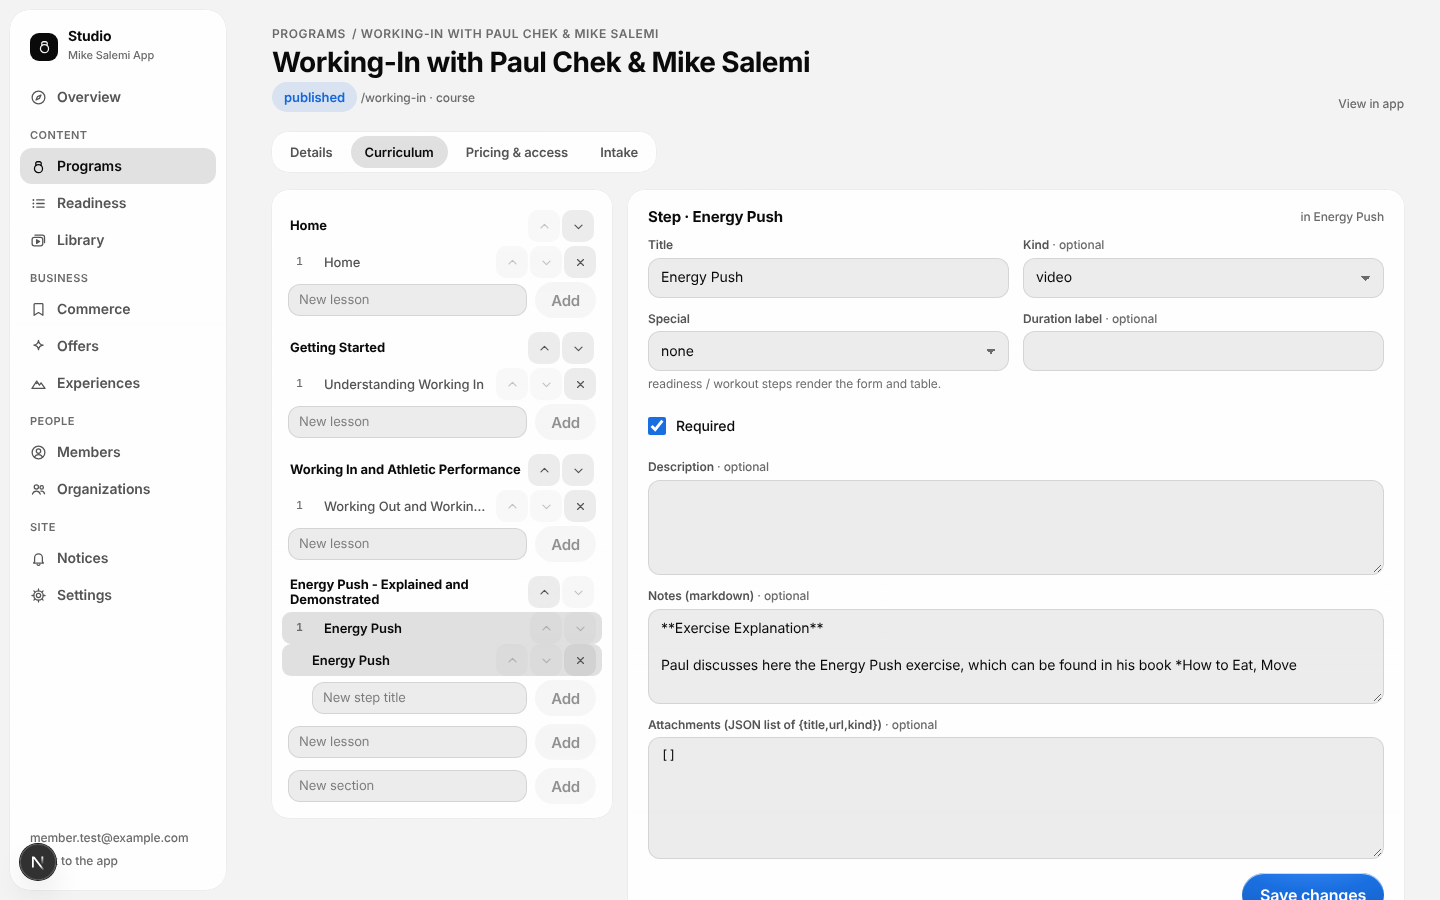 Studio
Mike Salemi App
Overview
CONTENT
Programs
Readiness
Library
BUSINESS
Commerce
Offers
Experiences
PEOPLE
Members
Organizations
SITE
Notices
Settings
member.test@example.com
N
to the app
PROGRAMS / WORKING-IN WITH PAUL CHEK & MIKE SALEMI
Working-In with Paul Chek & Mike Salemi
published /working-in · course
View in app
Details Curriculum Pricing & access Intake
Home
1 Home
New lesson Add
Getting Started
1 Understanding Working In
New lesson Add
Working In and Athletic Performance
1 Working Out and Workin...
New lesson Add
Energy Push - Explained and
Demonstrated
1 Energy Push
Energy Push
New step title Add
New lesson Add
New section Add
Step · Energy Push
in Energy Push
Title
Energy Push
Kind · optional
video
Special
none
Duration label · optional
readiness / workout steps render the form and table.
Required
Description · optional
Notes (markdown) · optional
**Exercise Explanation**
Paul discusses here the Energy Push exercise, which can be found in his book *How to Eat, Move
Attachments (JSON list of {title,url,kind}) · optional
[]
Save changes